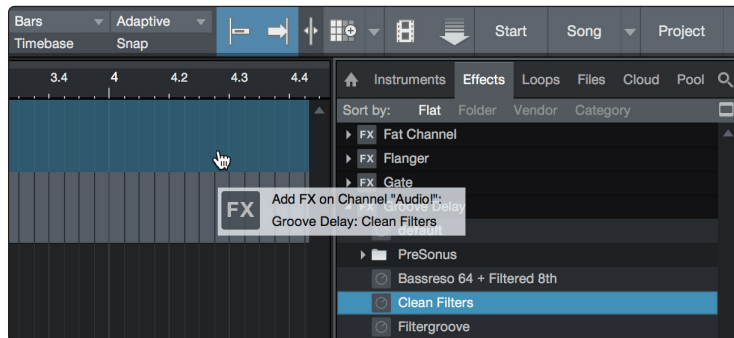 Bars Adaptive Start Song Project
Timebase Snap
3.4 4 4.2 4.3 4.4
Instruments Effects Loops Files Cloud Pool
Sort by: Flat Folder Vendor Category
FX Fat Channel
FX Flanger
FX Gate
FX Groove Delay
FX Add FX on Channel "Audio!":
Groove Delay: Clean Filters
default
PreSonus
Bassreso 64 + Filtered 8th
Clean Filters
Filtergroove